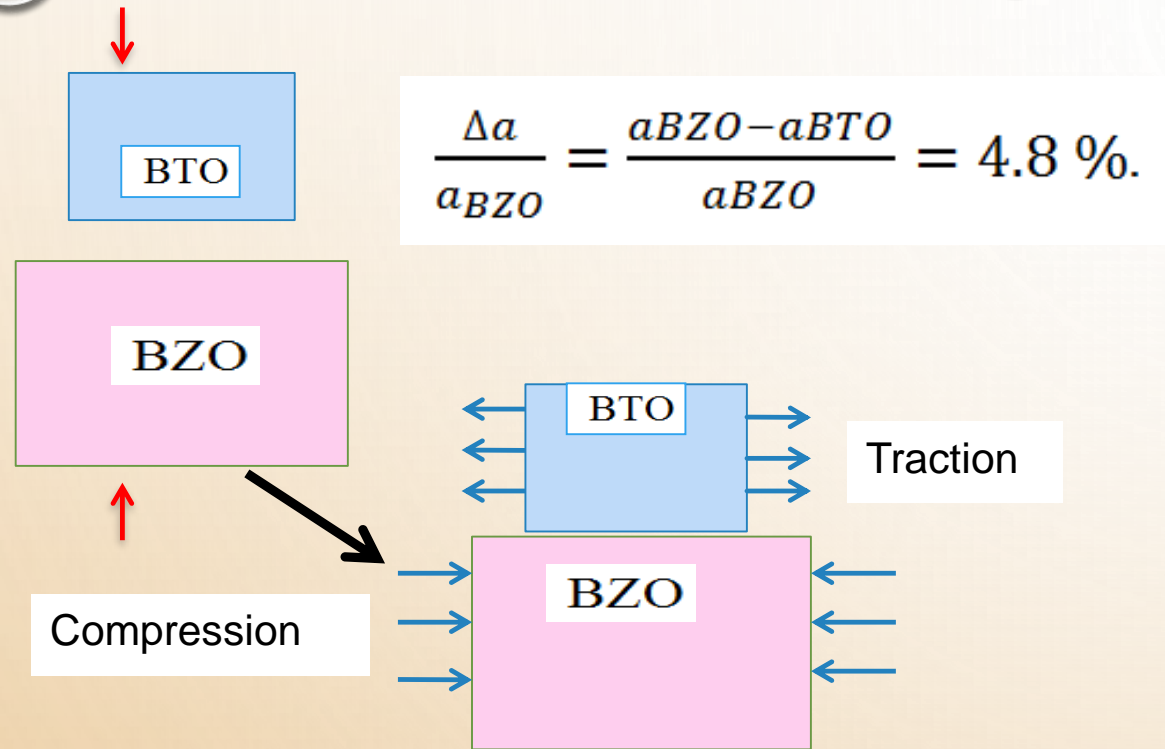 BTO
Δa/a_BZO = aBZO−aBTO/aBZO = 4.8 %.
BZO
BTO
Traction
BZO
Compression